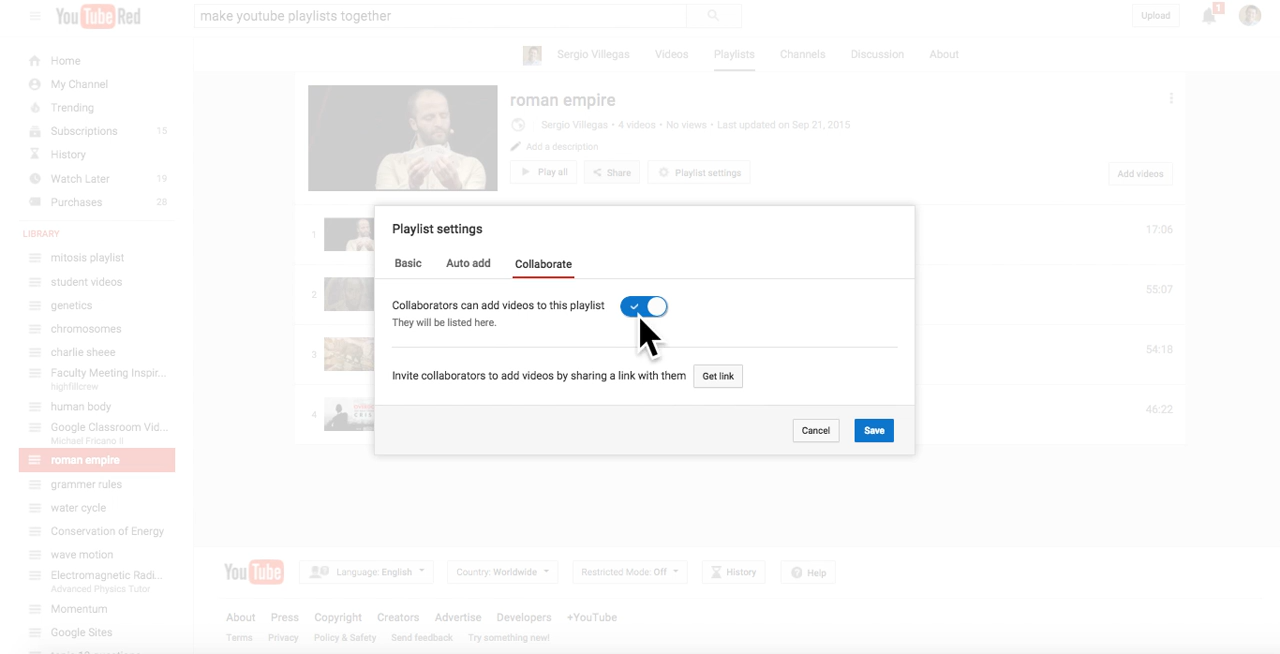 YouTube Red
make youtube playlists together
Upload
1
Home
My Channel
Trending
Subscriptions 15
History
Watch Later 19
Purchases 28
LIBRARY
mitosis playlist
student videos
genetics
chromosomes
charlie sheee
Faculty Meeting Inspir...
highfillcrew
human body
Google Classroom Vid...
Michael Fricano II
roman empire
grammer rules
water cycle
Conservation of Energy
wave motion
Electromagnetic Radi...
Advanced Physics Tutor
Momentum
Google Sites
Sergio Villegas Videos Playlists Channels Discussion About
roman empire
Sergio Villegas • 4 videos • No views • Last updated on Sep 21, 2015
Add a description
Play all Share Playlist settings Add videos
1 17:06
2 55:07
3 54:18
4 46:22
Playlist settings
Basic Auto add Collaborate
Collaborators can add videos to this playlist
They will be listed here.
Invite collaborators to add videos by sharing a link with them Get link
Cancel Save
YouTube Language: English Country: Worldwide Restricted Mode: Off History Help
About Press Copyright Creators Advertise Developers +YouTube
Terms Privacy Policy & Safety Send feedback Try something new!